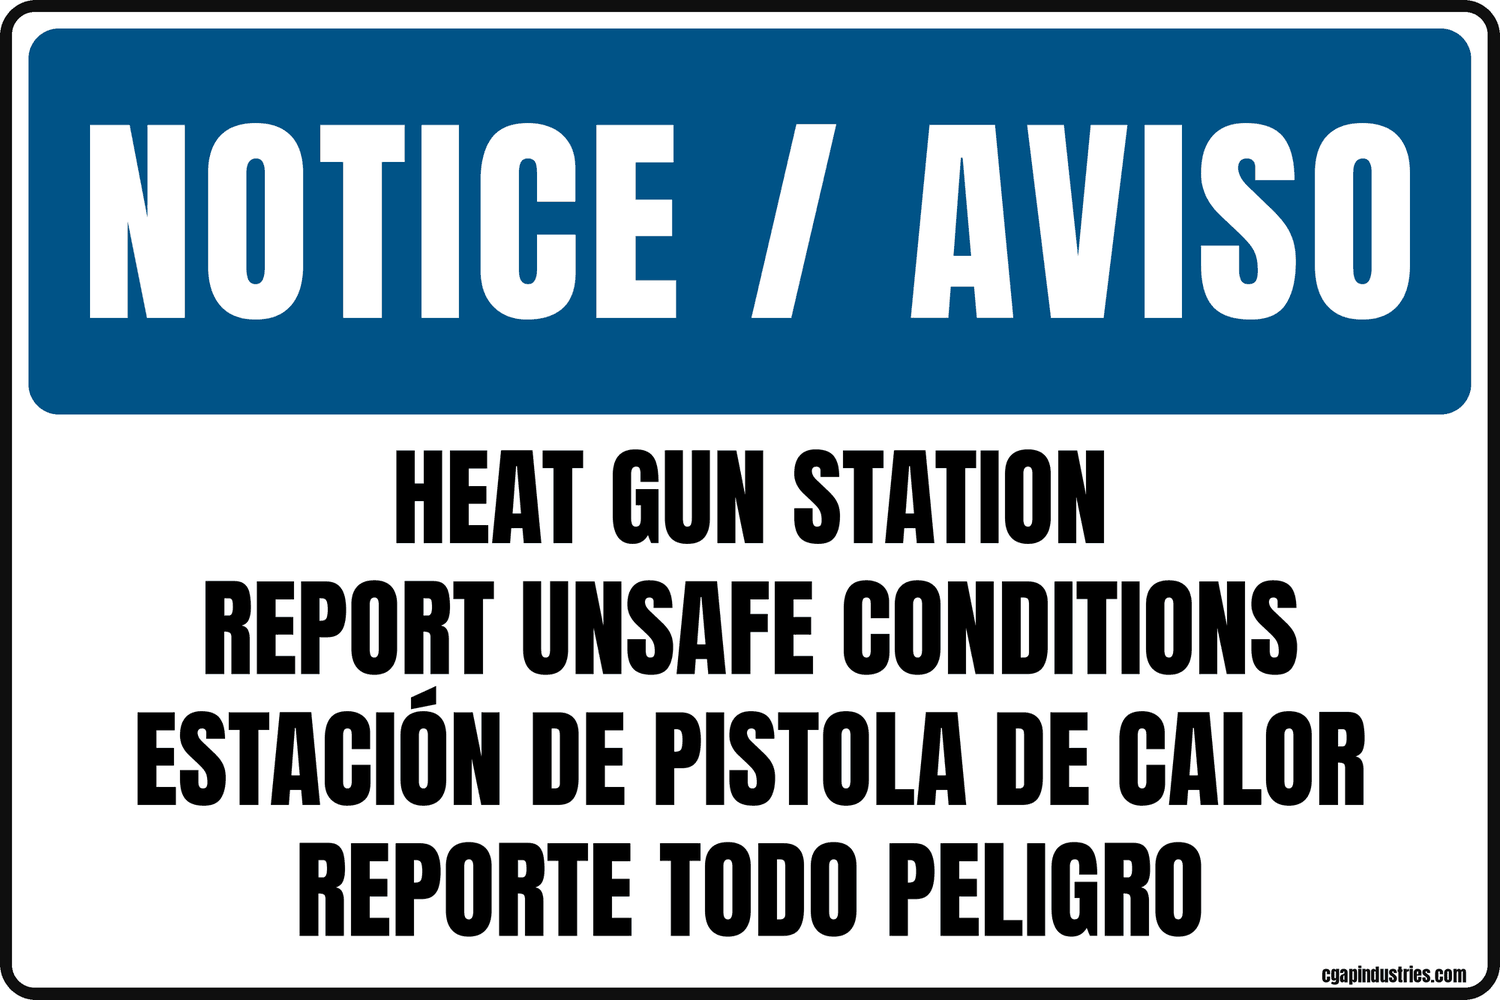 NOTICE / AVISO
HEAT GUN STATION
REPORT UNSAFE CONDITIONS
ESTACIÓN DE PISTOLA DE CALOR
REPORTE TODO PELIGRO
cgapindustries.com